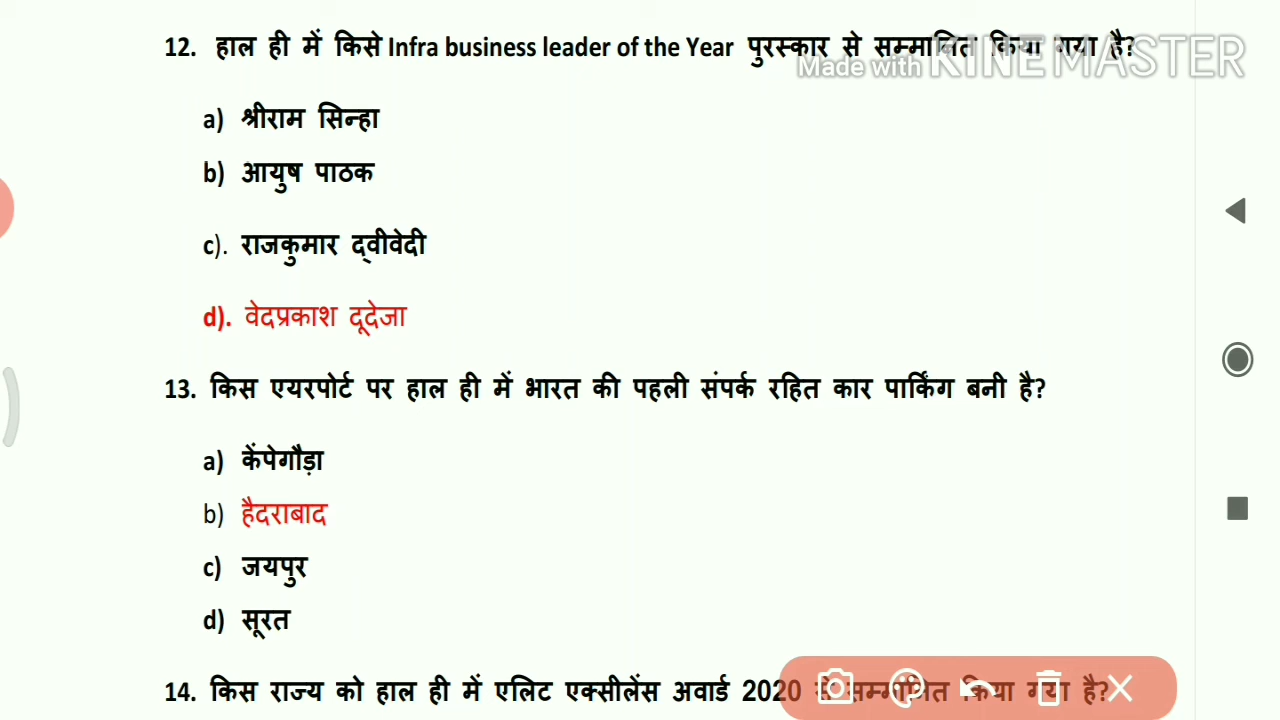 12. हाल ही में किसे Infra business leader of the Year पुरस्कार से सम्मानित किया गया है?
Made with KINEMASTER
a) श्रीराम सिन्हा
b) आयुष पाठक
c). राजकुमार द्वीवेदी
d). वेदप्रकाश दूदेजा
13. किस एयरपोर्ट पर हाल ही में भारत की पहली संपर्क रहित कार पार्किंग बनी है?
a) केंपेगौड़ा
b) हैदराबाद
c) जयपुर
d) सूरत
14. किस राज्य को हाल ही में एलिट एक्सीलेंस अवार्ड 2020 से सम्मानित किया गया है?